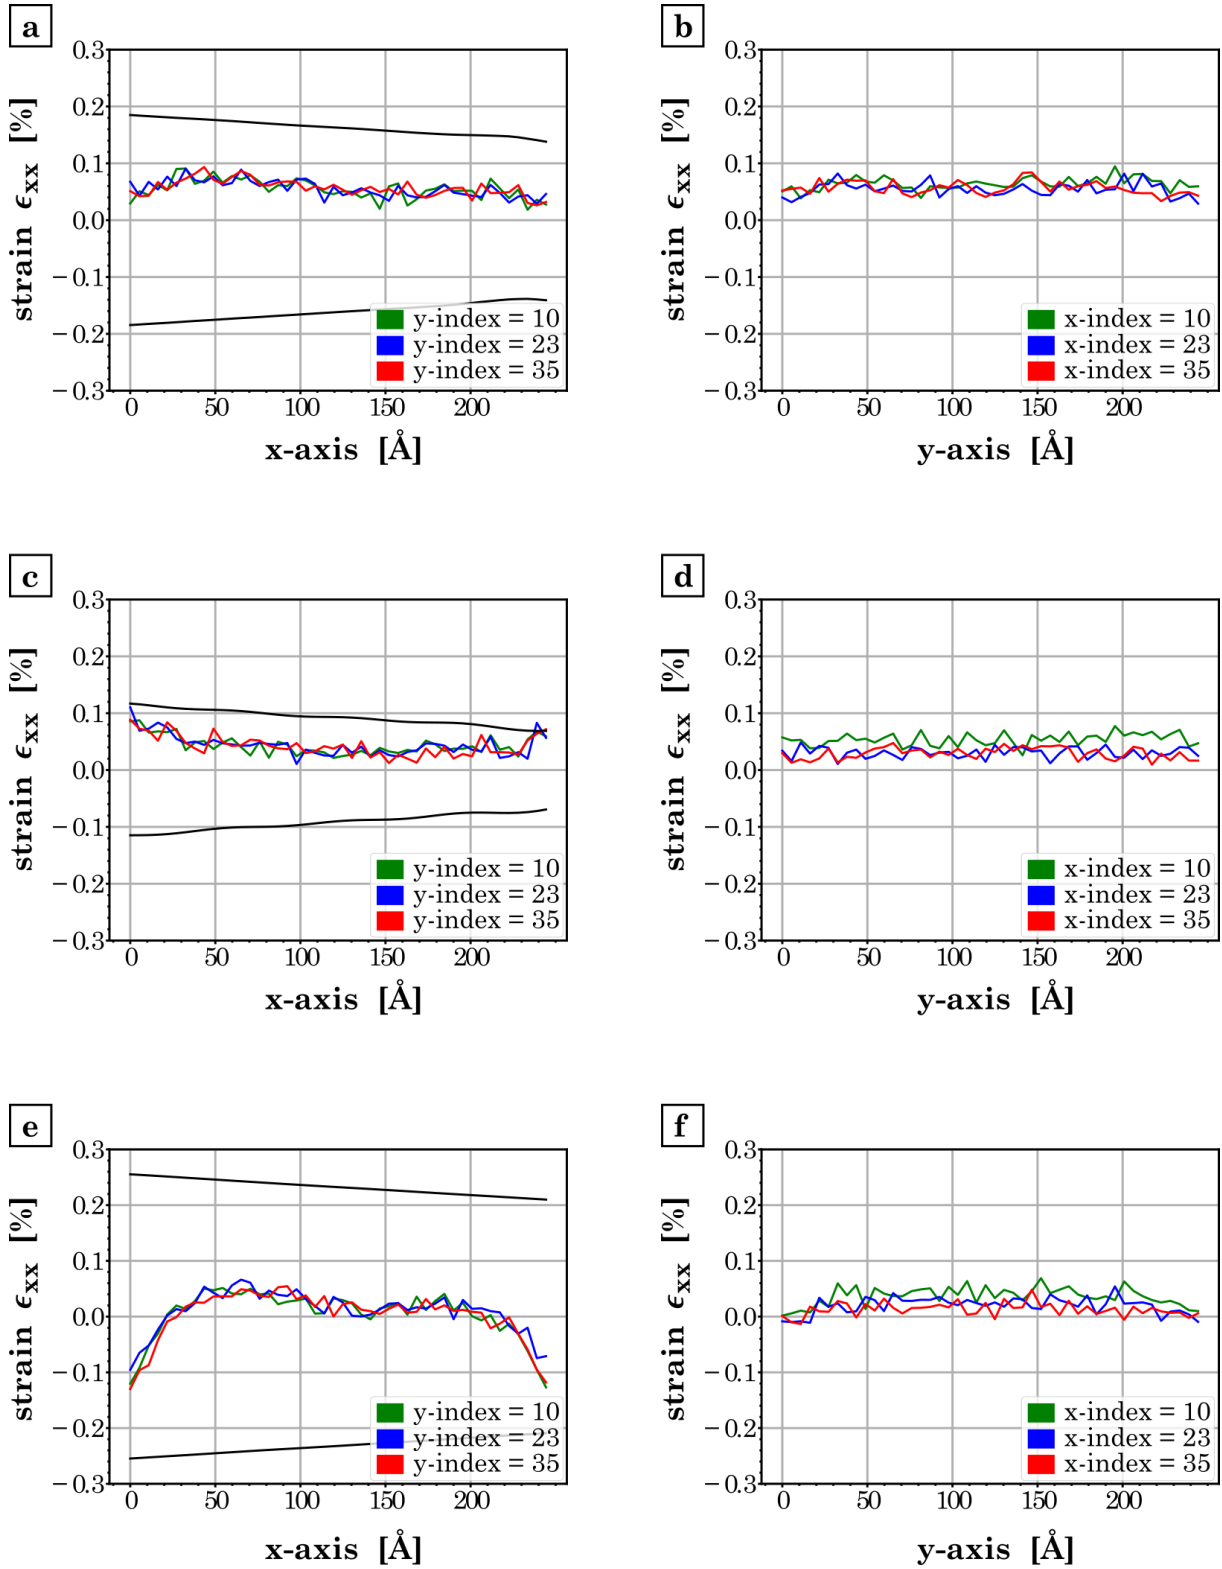 a
b
strain ϵxx [%]
0.3
0.2
0.1
0.0
−0.1
−0.2
−0.3
0 50 100 150 200
x-axis [Å]
y-index = 10
y-index = 23
y-index = 35
strain ϵxx [%]
0.3
0.2
0.1
0.0
−0.1
−0.2
−0.3
0 50 100 150 200
y-axis [Å]
x-index = 10
x-index = 23
x-index = 35
c
d
strain ϵxx [%]
0.3
0.2
0.1
0.0
−0.1
−0.2
−0.3
0 50 100 150 200
x-axis [Å]
y-index = 10
y-index = 23
y-index = 35
strain ϵxx [%]
0.3
0.2
0.1
0.0
−0.1
−0.2
−0.3
0 50 100 150 200
y-axis [Å]
x-index = 10
x-index = 23
x-index = 35
e
f
strain ϵxx [%]
0.3
0.2
0.1
0.0
−0.1
−0.2
−0.3
0 50 100 150 200
x-axis [Å]
y-index = 10
y-index = 23
y-index = 35
strain ϵxx [%]
0.3
0.2
0.1
0.0
−0.1
−0.2
−0.3
0 50 100 150 200
y-axis [Å]
x-index = 10
x-index = 23
x-index = 35